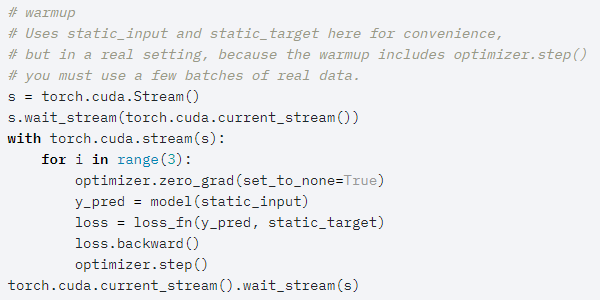 # warmup
# Uses static_input and static_target here for convenience,
# but in a real setting, because the warmup includes optimizer.step()
# you must use a few batches of real data.
s = torch.cuda.Stream()
s.wait_stream(torch.cuda.current_stream())
with torch.cuda.stream(s):
    for i in range(3):
        optimizer.zero_grad(set_to_none=True)
        y_pred = model(static_input)
        loss = loss_fn(y_pred, static_target)
        loss.backward()
        optimizer.step()
torch.cuda.current_stream().wait_stream(s)